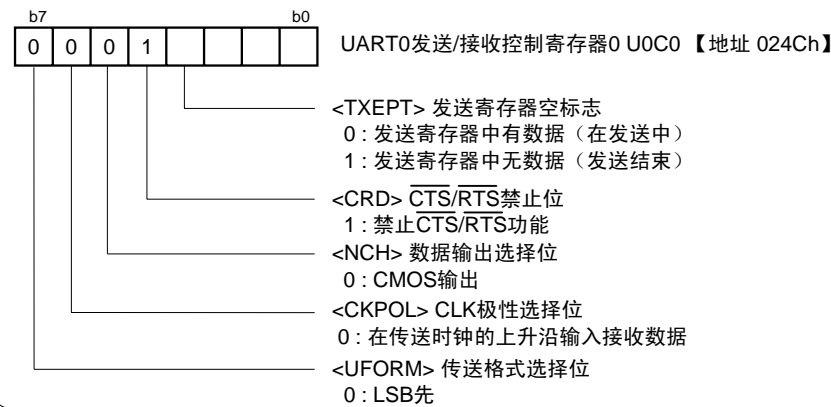 b7 b0
0 0 0 1 UART0发送/接收控制寄存器0 U0C0 【地址 024Ch】
<TXEPT> 发送寄存器空标志
0 : 发送寄存器中有数据（在发送中）
1 : 发送寄存器中无数据（发送结束）
<CRD> CTS/RTS禁止位
1 : 禁止CTS/RTS功能
<NCH> 数据输出选择位
0 : CMOS输出
<CKPOL> CLK极性选择位
0 : 在传送时钟的上升沿输入接收数据
<UFORM> 传送格式选择位
0 : LSB先